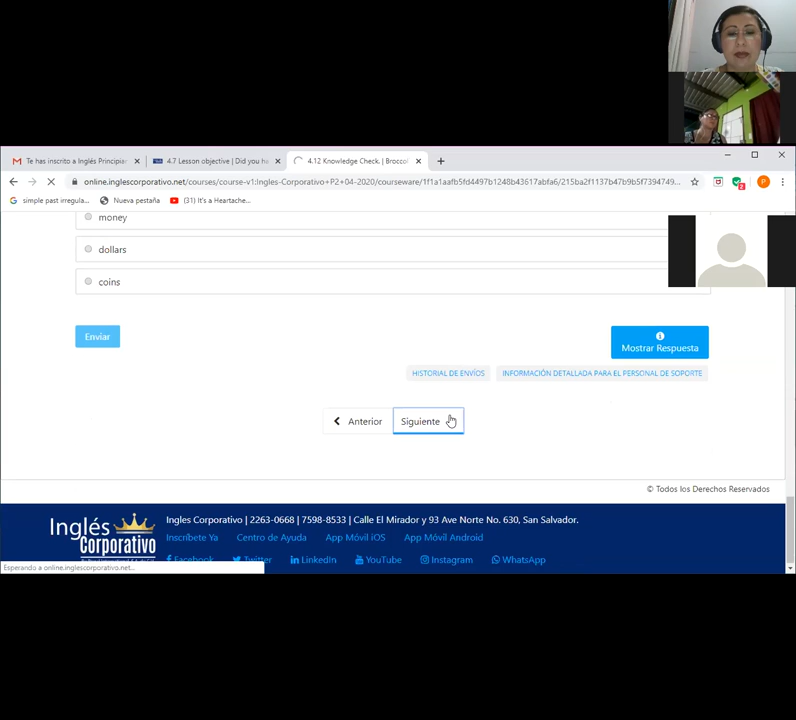 Te has inscrito a Inglés Principian
4.7 Lesson objective | Did you h
4.12 Knowledge Check. | Broccol
online.inglescorporativo.net/courses/course-v1:Ingles-Corporativo+P2+04-2020/courseware/1f1a1aafb5fd4497b1248b43617abfa6/215ba2f1137b47b9b5f7394749...
simple past irregula...
Nueva pestaña
(31) It's a Heartache...
money
dollars
coins
Enviar
Mostrar Respuesta
HISTORIAL DE ENVÍOS
INFORMACIÓN DETALLADA PARA EL PERSONAL DE SOPORTE
Anterior
Siguiente
© Todos los Derechos Reservados
Inglés
Corporativo
Ingles Corporativo | 2263-0668 | 7598-8533 | Calle El Mirador y 93 Ave Norte No. 630, San Salvador.
Inscríbete Ya
Centro de Ayuda
App Móvil iOS
App Móvil Android
Facebook
Twitter
LinkedIn
YouTube
Instagram
WhatsApp
Esperando a online.inglescorporativo.net...